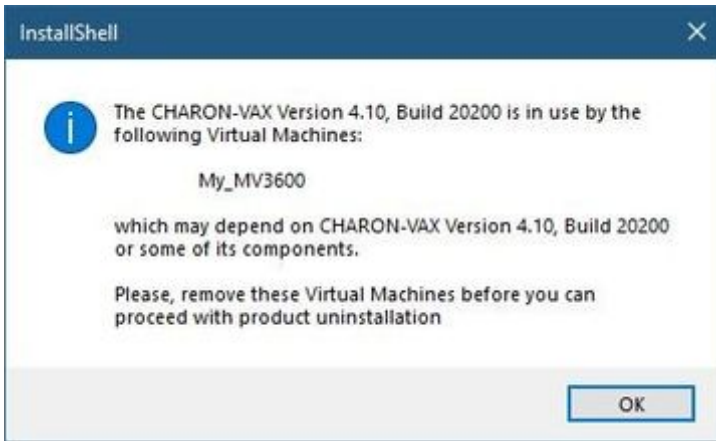 InstallShell
The CHARON-VAX Version 4.10, Build 20200 is in use by the
following Virtual Machines:
My_MV3600
which may depend on CHARON-VAX Version 4.10, Build 20200
or some of its components.
Please, remove these Virtual Machines before you can
proceed with product uninstallation
OK